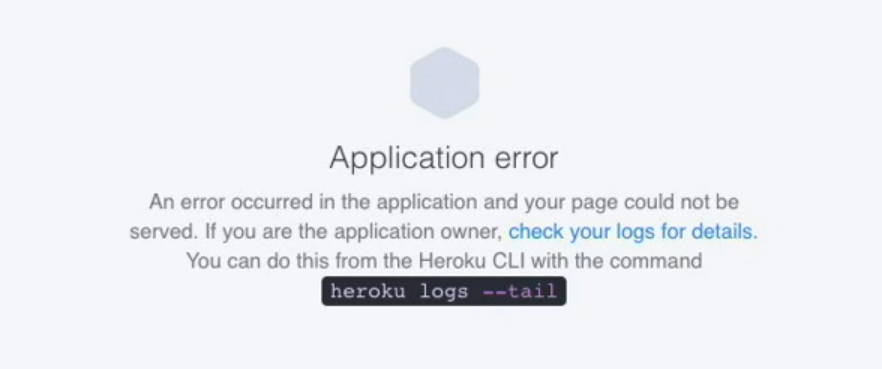 Application error
An error occurred in the application and your page could not be
served. If you are the application owner, check your logs for details.
You can do this from the Heroku CLI with the command
heroku logs --tail